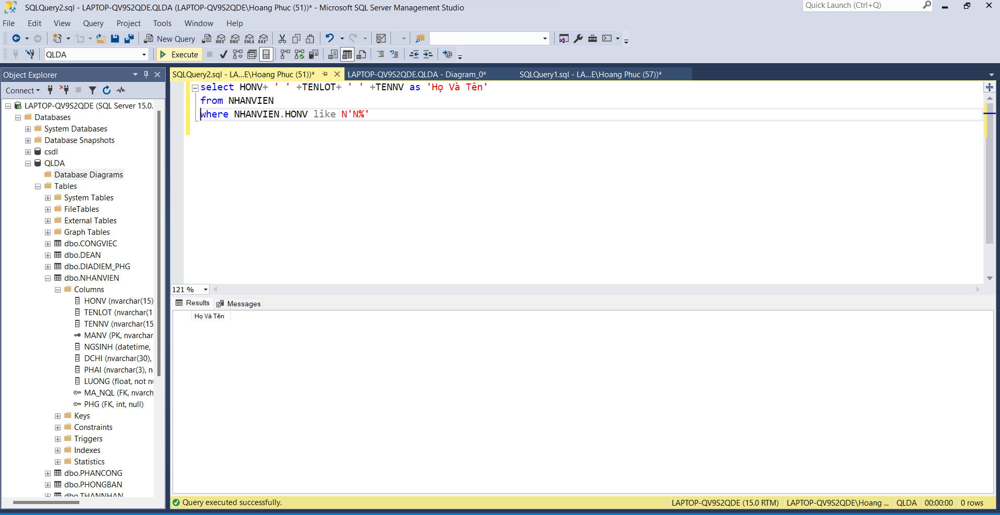 SQLQuery2.sql - LAPTOP-QV9S2QDE.QLDA (LAPTOP-QV9S2QDE\Hoang Phuc (51))* - Microsoft SQL Server Management Studio
Quick Launch (Ctrl+Q)
File Edit View Query Project Tools Window Help
New Query MDX DMX XMLA DAX
QLDA Execute
Object Explorer
SQLQuery2.sql - LA...E\Hoang Phuc (51))* LAPTOP-QV9S2QDE.QLDA - Diagram_0* SQLQuery1.sql - LA...E\Hoang Phuc (57))*
Connect
LAPTOP-QV9S2QDE (SQL Server 15.0.
Databases
System Databases
Database Snapshots
csdl
QLDA
Database Diagrams
Tables
System Tables
FileTables
External Tables
Graph Tables
dbo.CONGVIEC
dbo.DEAN
dbo.DIADIEM_PHG
dbo.NHANVIEN
Columns
HONV (nvarchar(15)
TENLOT (nvarchar(1
TENNV (nvarchar(15
MANV (PK, nvarchar
NGSINH (datetime,
DCHI (nvarchar(30),
PHAI (nvarchar(3), n
LUONG (float, not nu
MA_NQL (FK, nvarch
PHG (FK, int, null)
Keys
Constraints
Triggers
Indexes
Statistics
dbo.PHANCONG
dbo.PHONGBAN
dbo.THANNHAN
select HONV+ ' ' +TENLOT+ ' ' +TENNV as 'Họ Và Tên'
from NHANVIEN
where NHANVIEN.HONV like N'N%'
121 %
Results Messages
Họ Và Tên
Query executed successfully. LAPTOP-QV9S2QDE (15.0 RTM) LAPTOP-QV9S2QDE\Hoang ... QLDA 00:00:00 0 rows